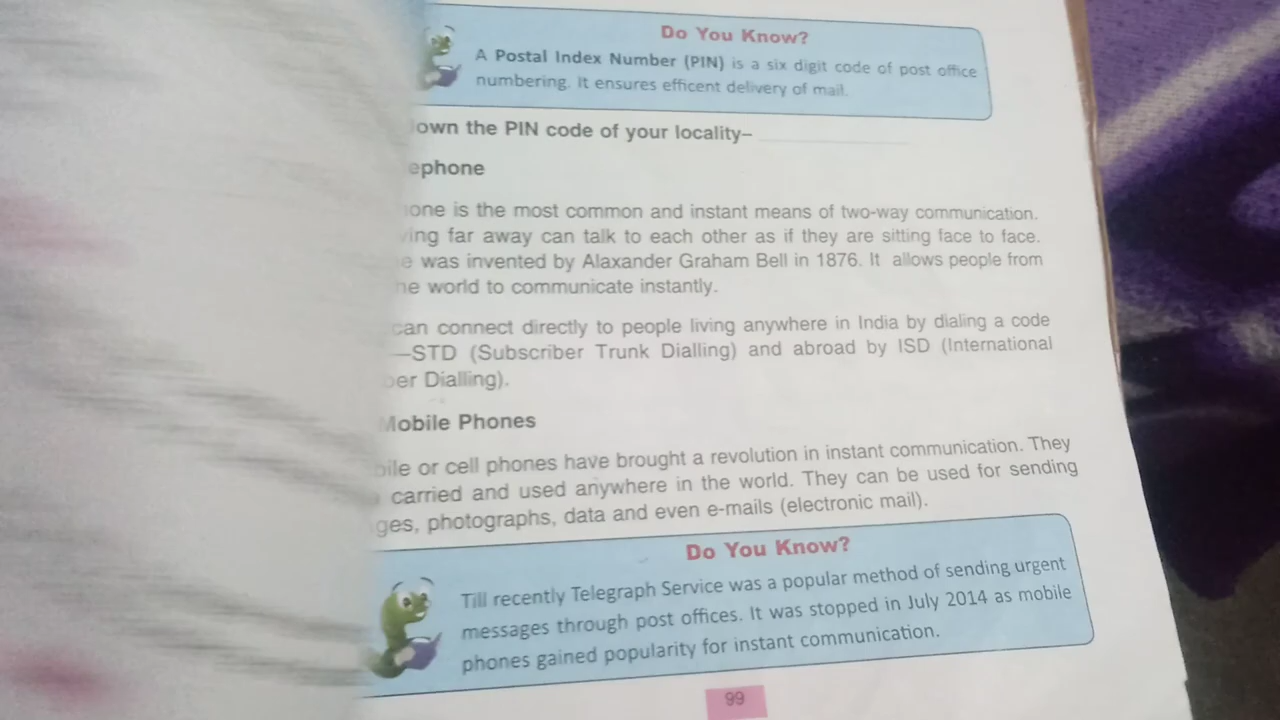 Do You Know?
A Postal Index Number (PIN) is a six digit code of post office
numbering. It ensures efficent delivery of mail.
own the PIN code of your locality–
ephone
one is the most common and instant means of two-way communication.
ving far away can talk to each other as if they are sitting face to face.
e was invented by Alaxander Graham Bell in 1876. It allows people from
he world to communicate instantly.
can connect directly to people living anywhere in India by dialing a code
—STD (Subscriber Trunk Dialling) and abroad by ISD (International
ber Dialling).
Mobile Phones
bile or cell phones have brought a revolution in instant communication. They
carried and used anywhere in the world. They can be used for sending
ges, photographs, data and even e-mails (electronic mail).
Do You Know?
Till recently Telegraph Service was a popular method of sending urgent
messages through post offices. It was stopped in July 2014 as mobile
phones gained popularity for instant communication.
99